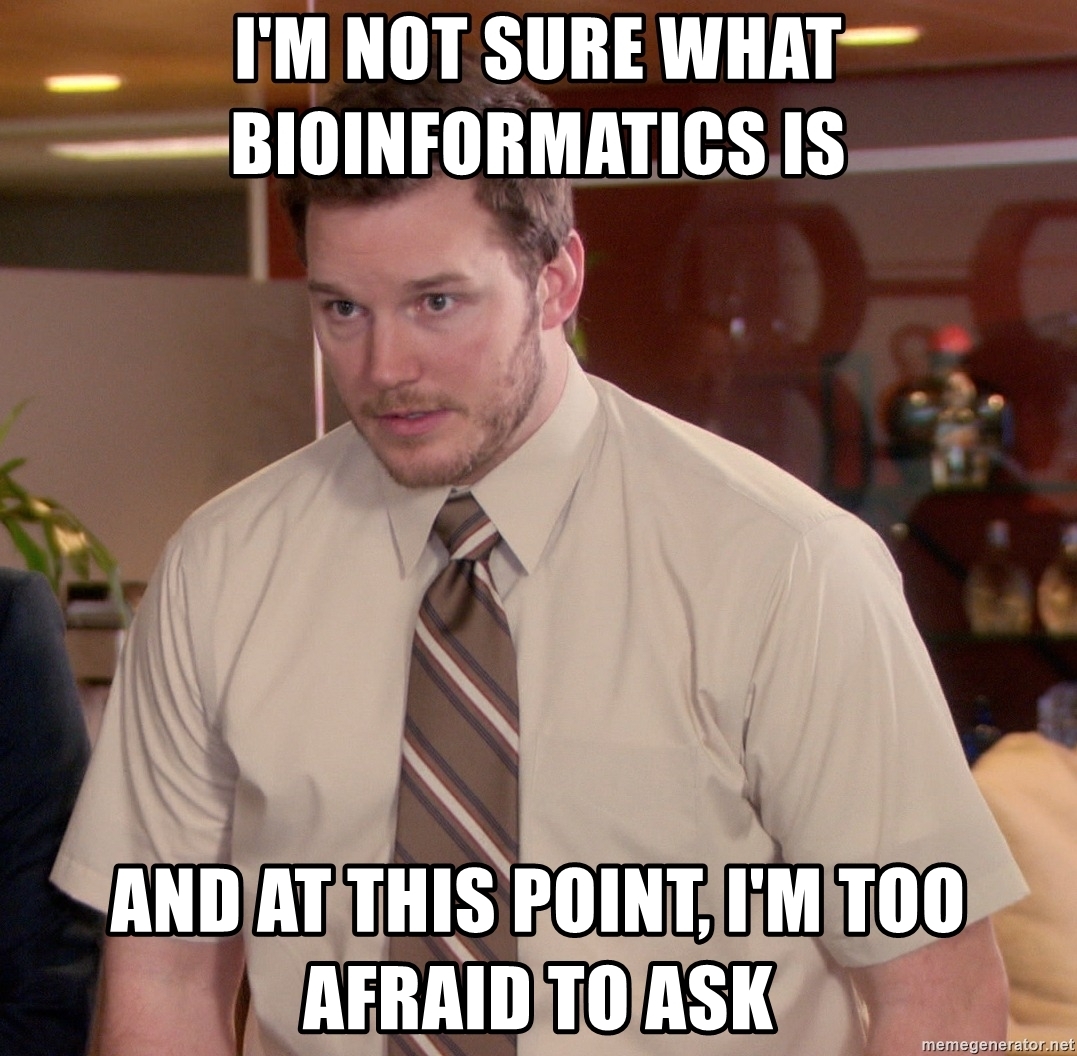 I'M NOT SURE WHAT
BIOINFORMATICS IS
AND AT THIS POINT, I'M TOO
AFRAID TO ASK
memegenerator.net